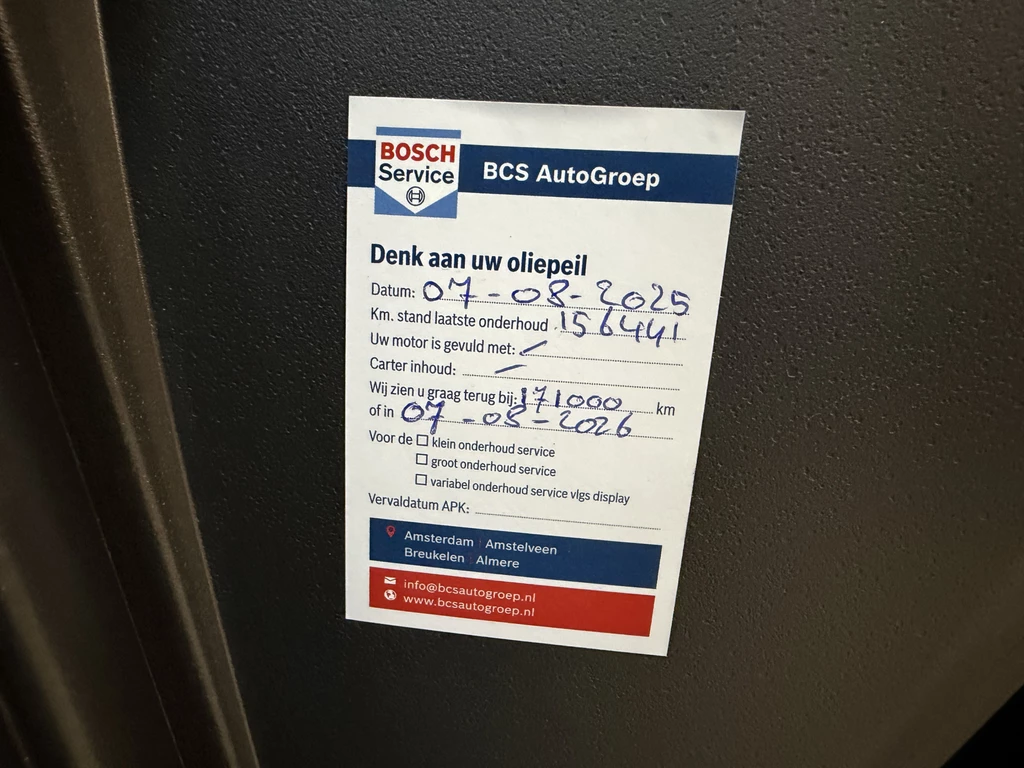 BOSCH
Service
BCS AutoGroep
Denk aan uw oliepeil
Datum: 07-08-2025
Km. stand laatste onderhoud 156441
Uw motor is gevuld met: /
Carter inhoud: /
Wij zien u graag terug bij: 171000 km
of in 07-08-2026
Voor de ☐ klein onderhoud service
☐ groot onderhoud service
☐ variabel onderhoud service vlgs display
Vervaldatum APK:
Amsterdam | Amstelveen
Breukelen | Almere
info@bcsautogroep.nl
www.bcsautogroep.nl